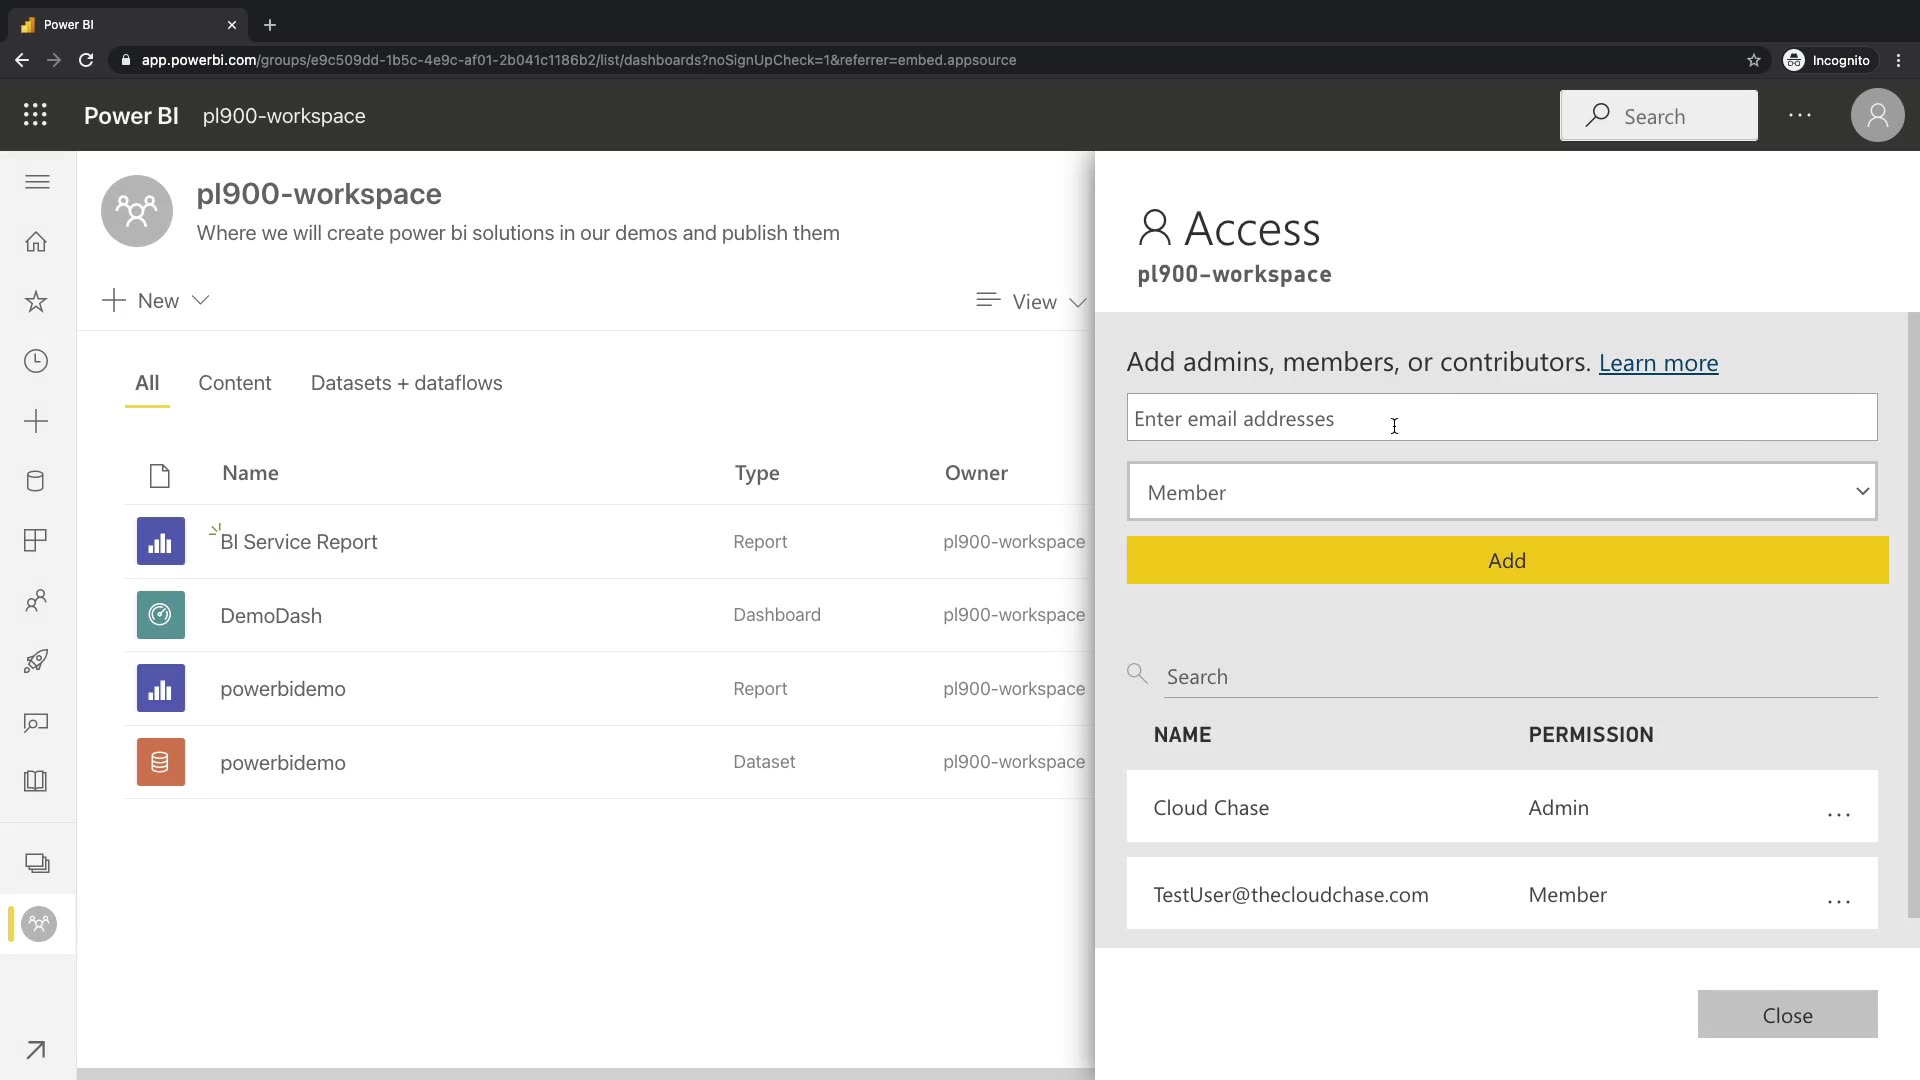 Power BI
app.powerbi.com/groups/e9c509dd-1b5c-4e9c-af01-2b041c1186b2/list/dashboards?noSignUpCheck=1&referrer=embed.appsource
Incognito
Power BI pl900-workspace
Search
pl900-workspace
Where we will create power bi solutions in our demos and publish them
New
View
All Content Datasets + dataflows
Name Type Owner
BI Service Report Report pl900-workspace
DemoDash Dashboard pl900-workspace
powerbidemo Report pl900-workspace
powerbidemo Dataset pl900-workspace
Access
pl900-workspace
Add admins, members, or contributors. Learn more
Enter email addresses
Member
Add
Search
NAME PERMISSION
Cloud Chase Admin
TestUser@thecloudchase.com Member
Close